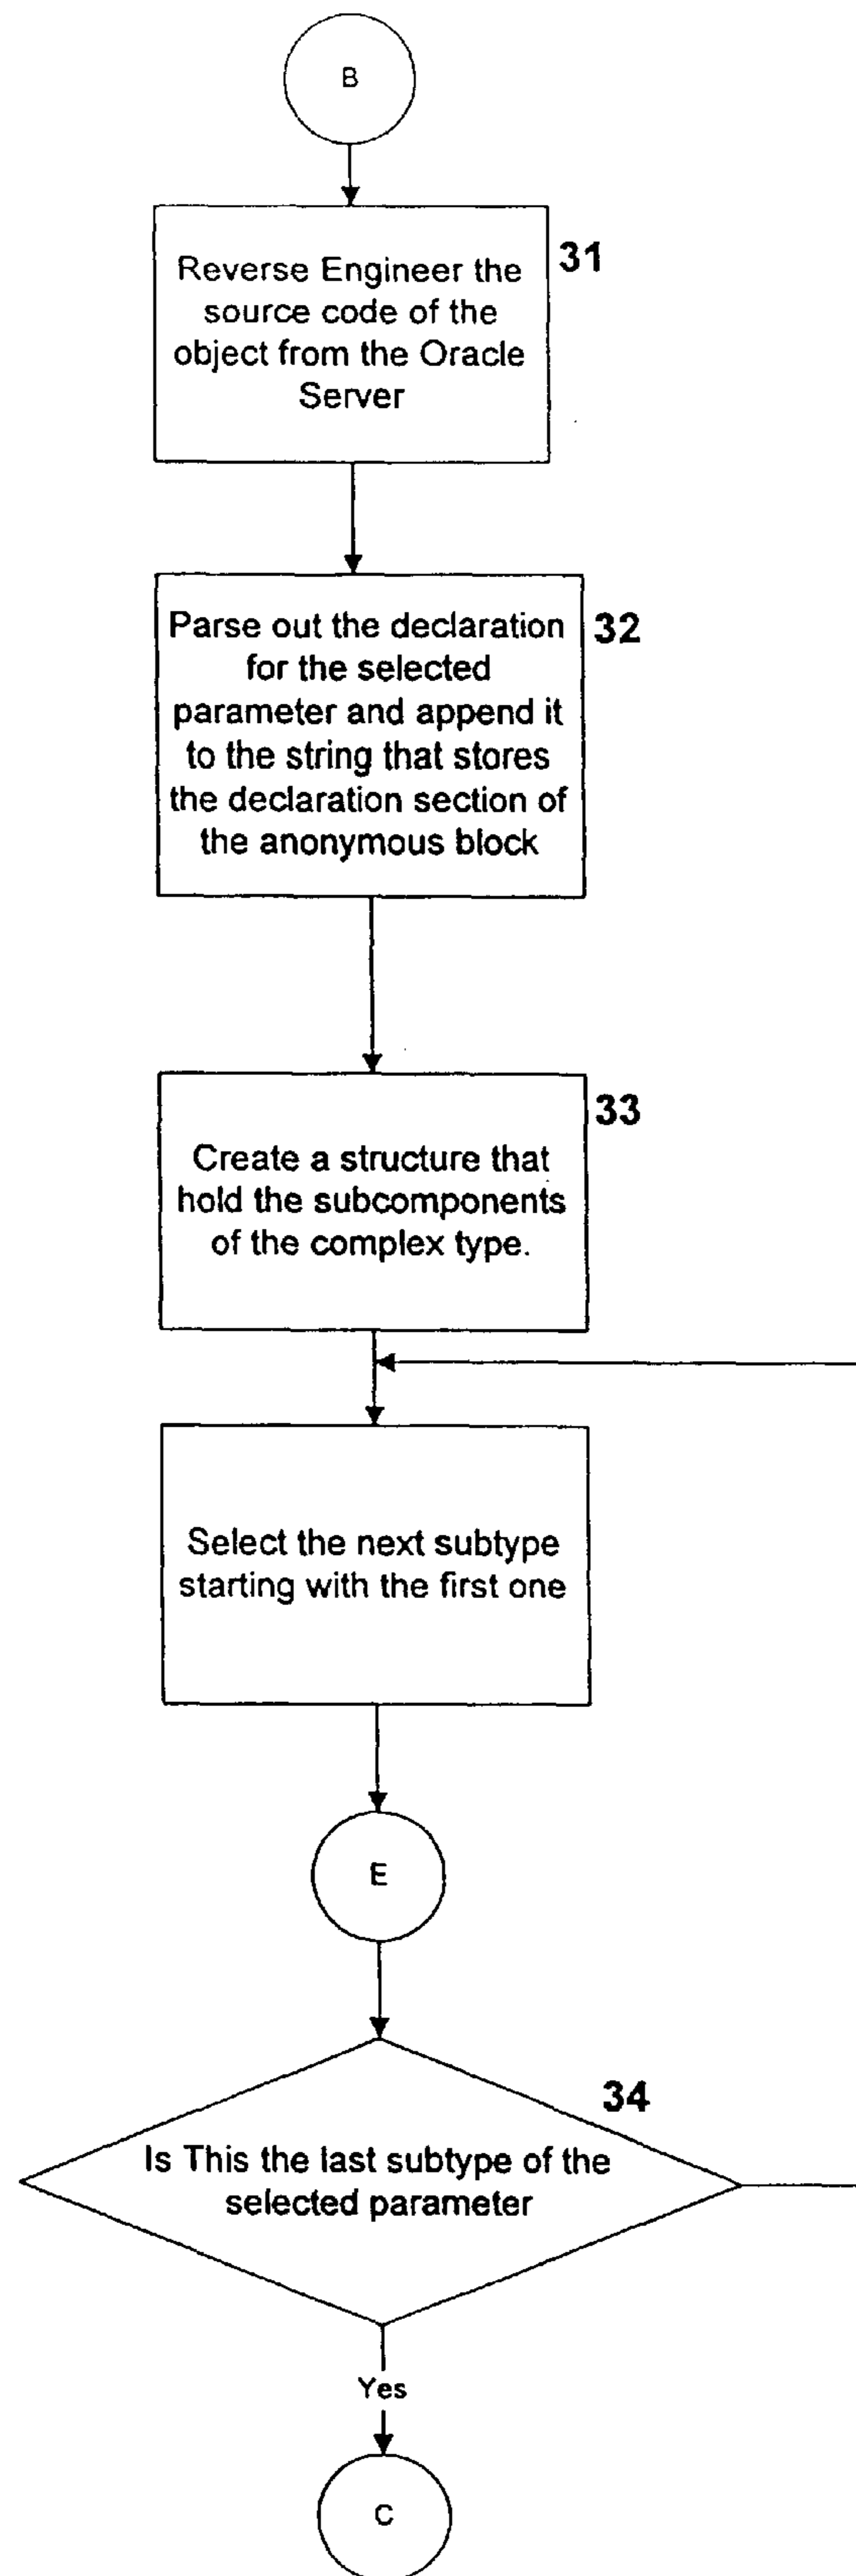 B
31
Reverse Engineer the
source code of the
object from the Oracle
Server
32
Parse out the declaration
for the selected
parameter and append it
to the string that stores
the declaration section of
the anonymous block
33
Create a structure that
hold the subcomponents
of the complex type.
Select the next subtype
starting with the first one
E
34
Is This the last subtype of the
selected parameter
Yes
C